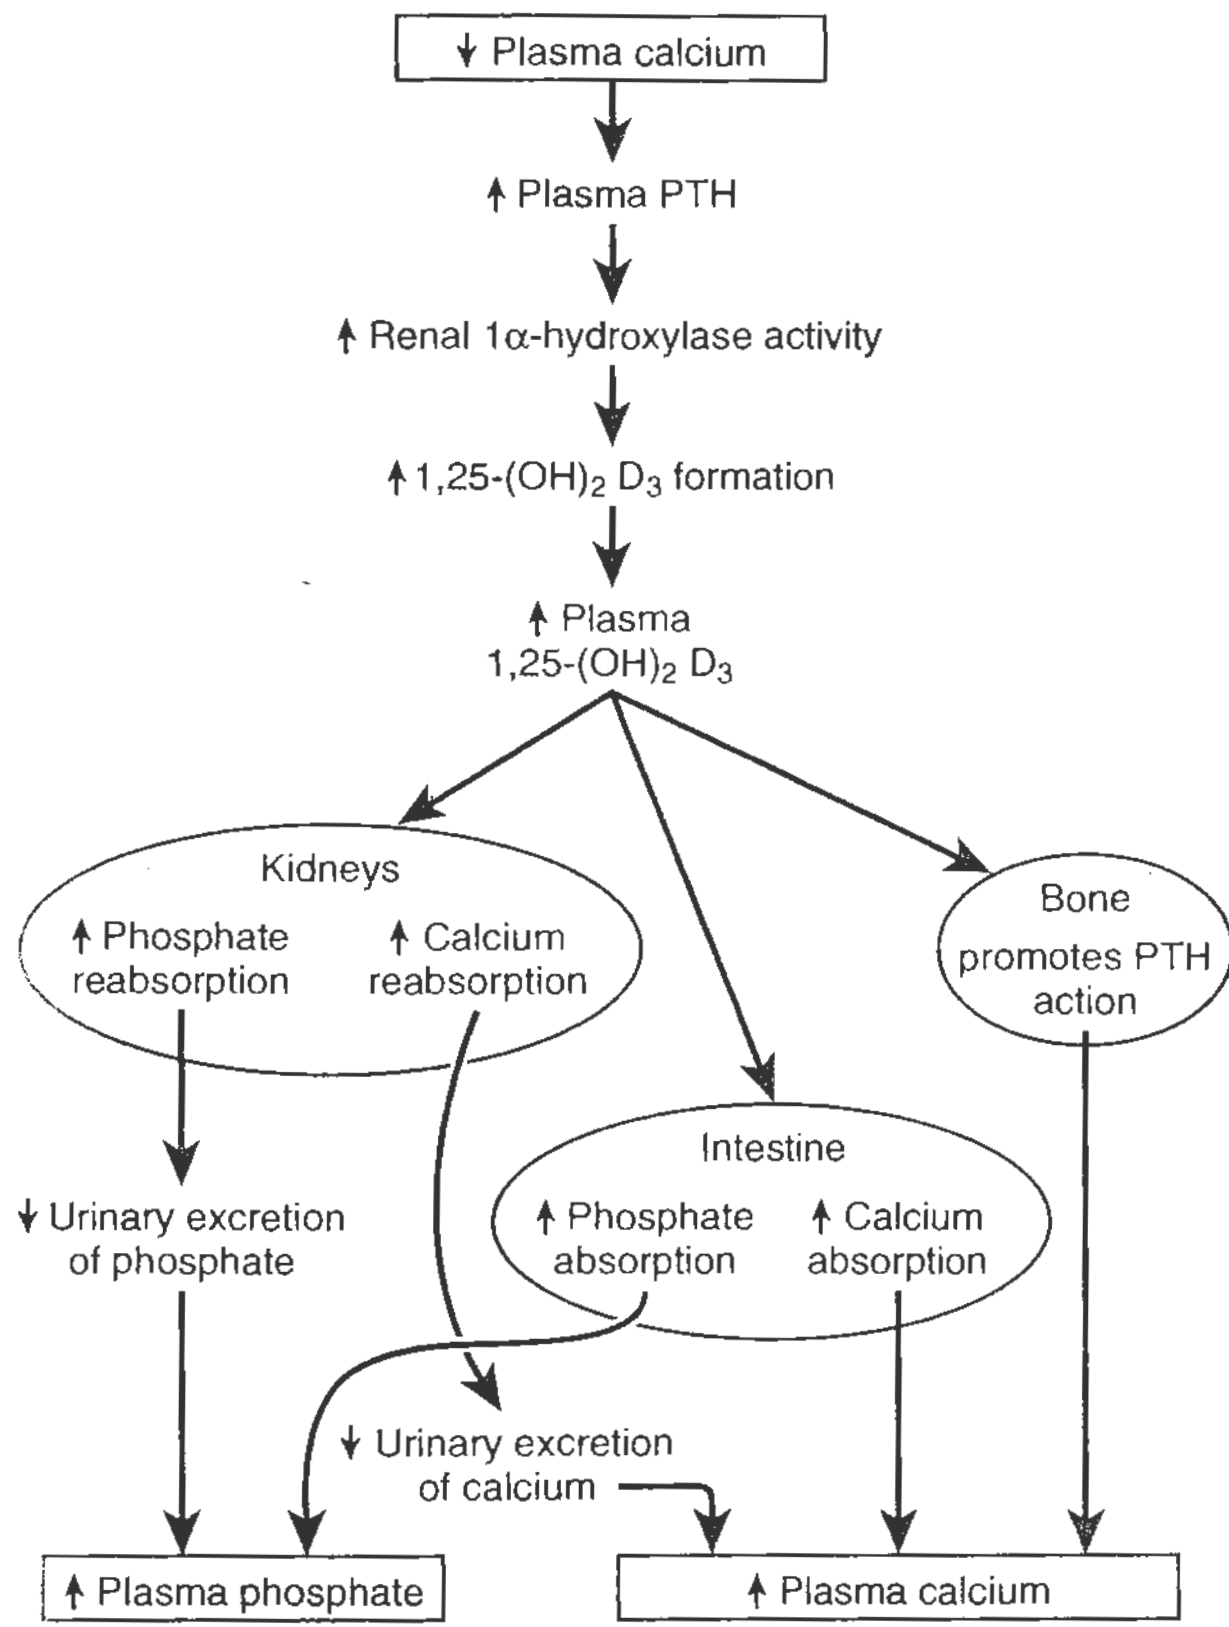 ↓ Plasma calcium
↑ Plasma PTH
↑ Renal 1α-hydroxylase activity
↑ 1,25-(OH)₂ D₃ formation
↑ Plasma
1,25-(OH)₂ D₃
Kidneys
↑ Phosphate
reabsorption
↑ Calcium
reabsorption
Bone
promotes PTH
action
Intestine
↑ Phosphate
absorption
↑ Calcium
absorption
↓ Urinary excretion
of phosphate
↓ Urinary excretion
of calcium
↑ Plasma phosphate
↑ Plasma calcium